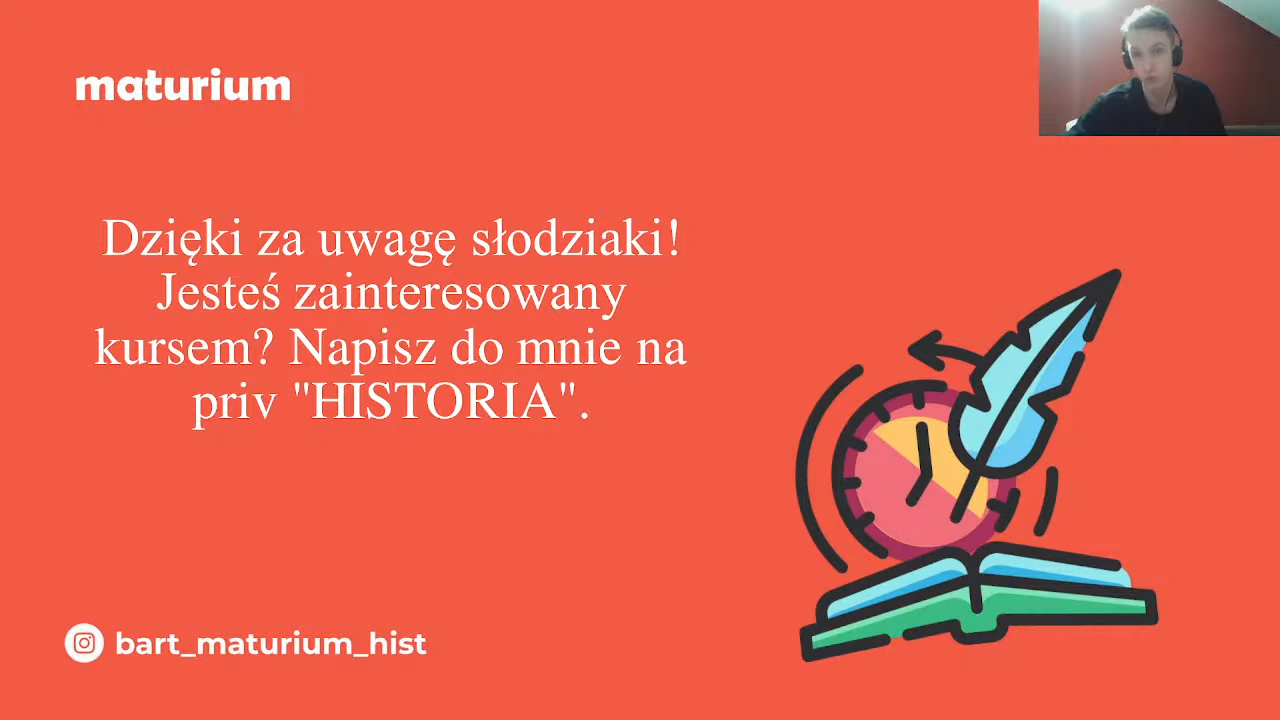 maturium
Dzięki za uwagę słodziaki!
Jesteś zainteresowany
kursem? Napisz do mnie na
priv "HISTORIA".
bart_maturium_hist